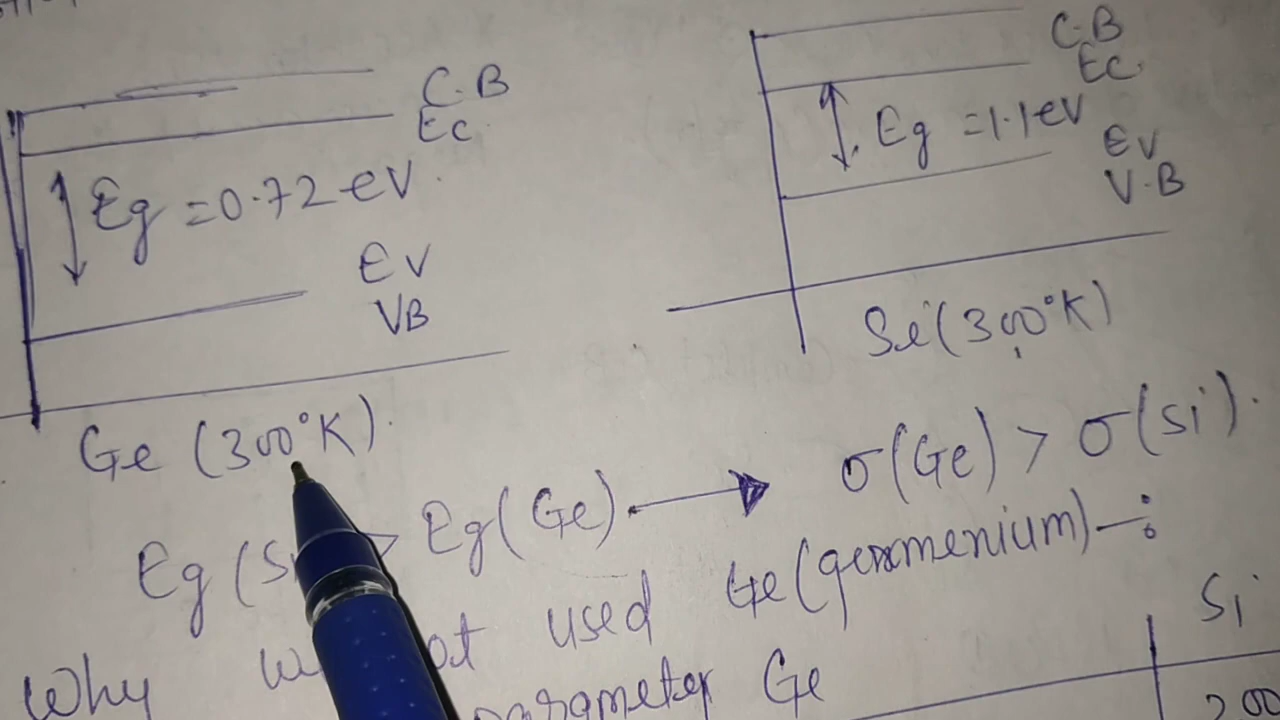 C.B
Ec
Eg = 0.72 eV.
EV
VB
Ge (300°K).
C.B
Ec
Eg = 1.1 eV
EV
V.B
Si (300°K)
Eg (Si > Eg (Ge). → σ(Ge) > σ(Si).
Why used Ge (germenium) -:
parameter Ge Si